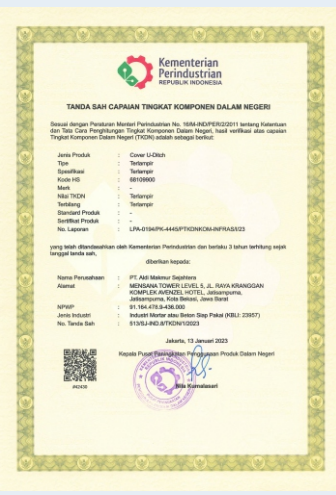 Kementerian
Perindustrian
REPUBLIK INDONESIA
TANDA SAH CAPAIAN TINGKAT KOMPONEN DALAM NEGERI
Sesuai dengan Peraturan Menteri Perindustrian No. 16/M-IND/PER/2/2011 tentang Ketentuan
dan Tata Cara Penghitungan Tingkat Komponen Dalam Negeri, hasil verifikasi atas capaian
Tingkat Komponen Dalam Negeri (TKDN) adalah sebagai berikut:
Jenis Produk : Cover U-Ditch
Tipe : Terlampir
Spesifikasi : Terlampir
Kode HS : 68109900
Merk : -
Nilai TKDN : Terlampir
Terbilang : Terlampir
Standard Produk : -
Sertifikat Produk : -
No. Laporan : LPA-0194/PK-4445/PTKDNKOM-INFRAS/I/23
yang telah ditandasahkan oleh Kementerian Perindustrian dan berlaku 3 tahun terhitung sejak
tanggal tanda sah,
diberikan kepada:
Nama Perusahaan : PT. Akti Makmur Sejahtera
Alamat : MENSANA TOWER LEVEL 5, JL. RAYA KRANGGAN
KOMPLEK AVENZEL HOTEL, Jatisampurna,
Jatisampurna, Kota Bekasi, Jawa Barat
NPWP : 91.164.478.9-436.000
Jenis Industri : Industri Mortar atau Beton Siap Pakai (KBLI: 23957)
No. Tanda Sah : 513/SJ-IND.8/TKDN/1/2023
Jakarta, 13 Januari 2023
Kepala Pusat Peningkatan Penggunaan Produk Dalam Negeri
#42439
Nila Kumalasari